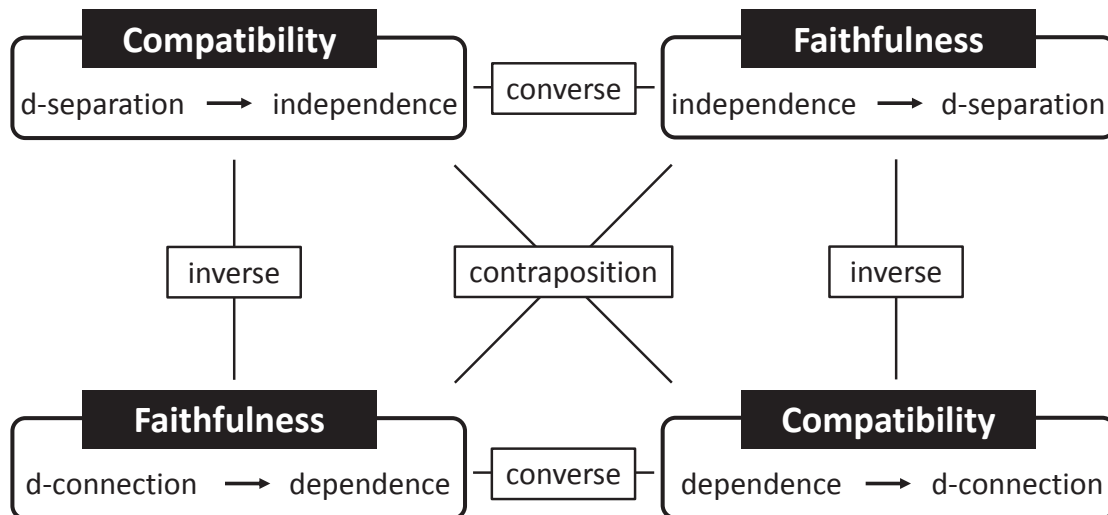 Compatibility
d-separation → independence
converse
Faithfulness
independence → d-separation
inverse
contraposition
inverse
Faithfulness
d-connection → dependence
converse
Compatibility
dependence → d-connection